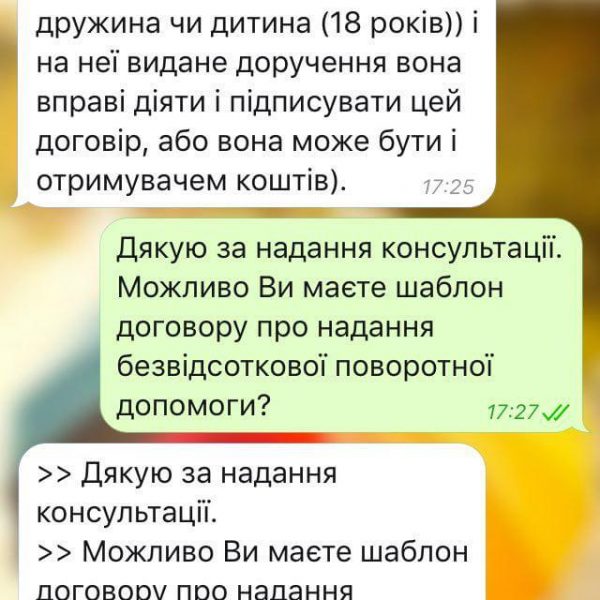 дружина чи дитина (18 років)) і
на неї видане доручення вона
вправі діяти і підписувати цей
договір, або вона може бути і
отримувачем коштів).
17:25
Дякую за надання консультації.
Можливо Ви маєте шаблон
договору про надання
безвідсоткової поворотної
допомоги?
17:27
>> Дякую за надання
консультації.
>> Можливо Ви маєте шаблон
договору про надання